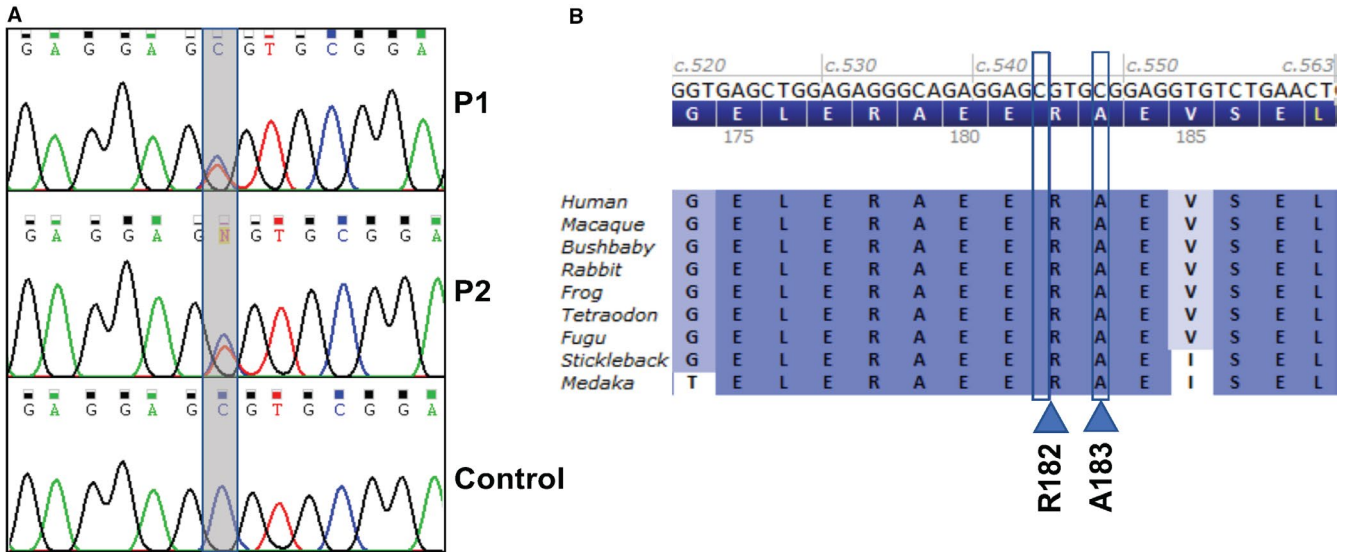 A
G A G G A G C G T G C G G A
P1
G A G G A G N G T G C G G A
P2
G A G G A G C G T G C G G A
Control
B
c.520 c.530 c.540 c.550 c.563
GGTGAGCTGGAGAGGGCAGAGGAGCGTGCGGAGGTGTCTGAACT
G E L E R A E E R A E V S E L
175 180 185
Human G E L E R A E E R A E V S E L
Macaque G E L E R A E E R A E V S E L
Bushbaby G E L E R A E E R A E V S E L
Rabbit G E L E R A E E R A E V S E L
Frog G E L E R A E E R A E V S E L
Tetraodon G E L E R A E E R A E V S E L
Fugu G E L E R A E E R A E V S E L
Stickleback G E L E R A E E R A E I S E L
Medaka T E L E R A E E R A E I S E L
R182
A183